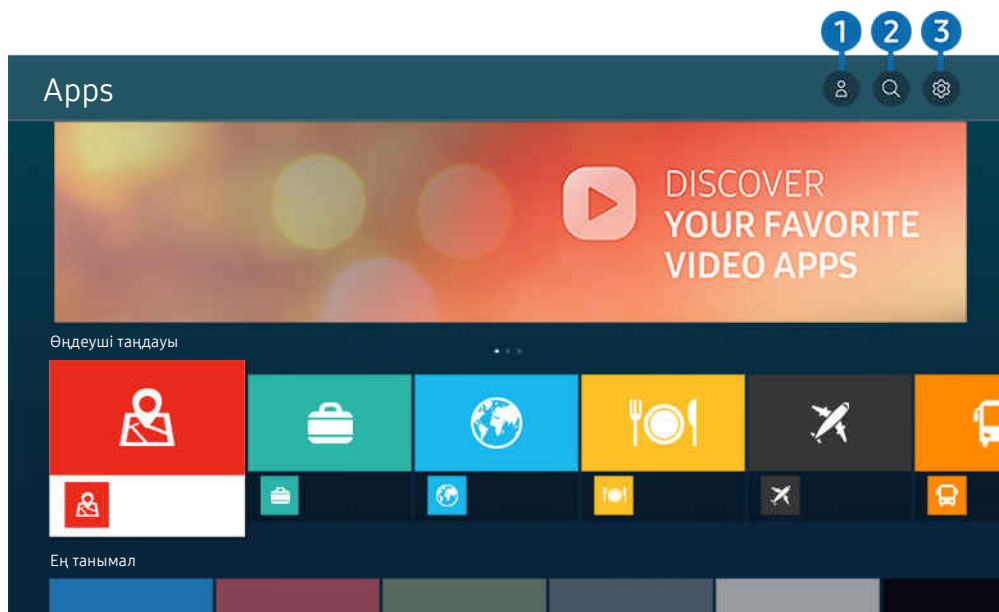 1 2 3
Apps
DISCOVER
YOUR FAVORITE
VIDEO APPS
Өңдеуші таңдауы
Ең танымал